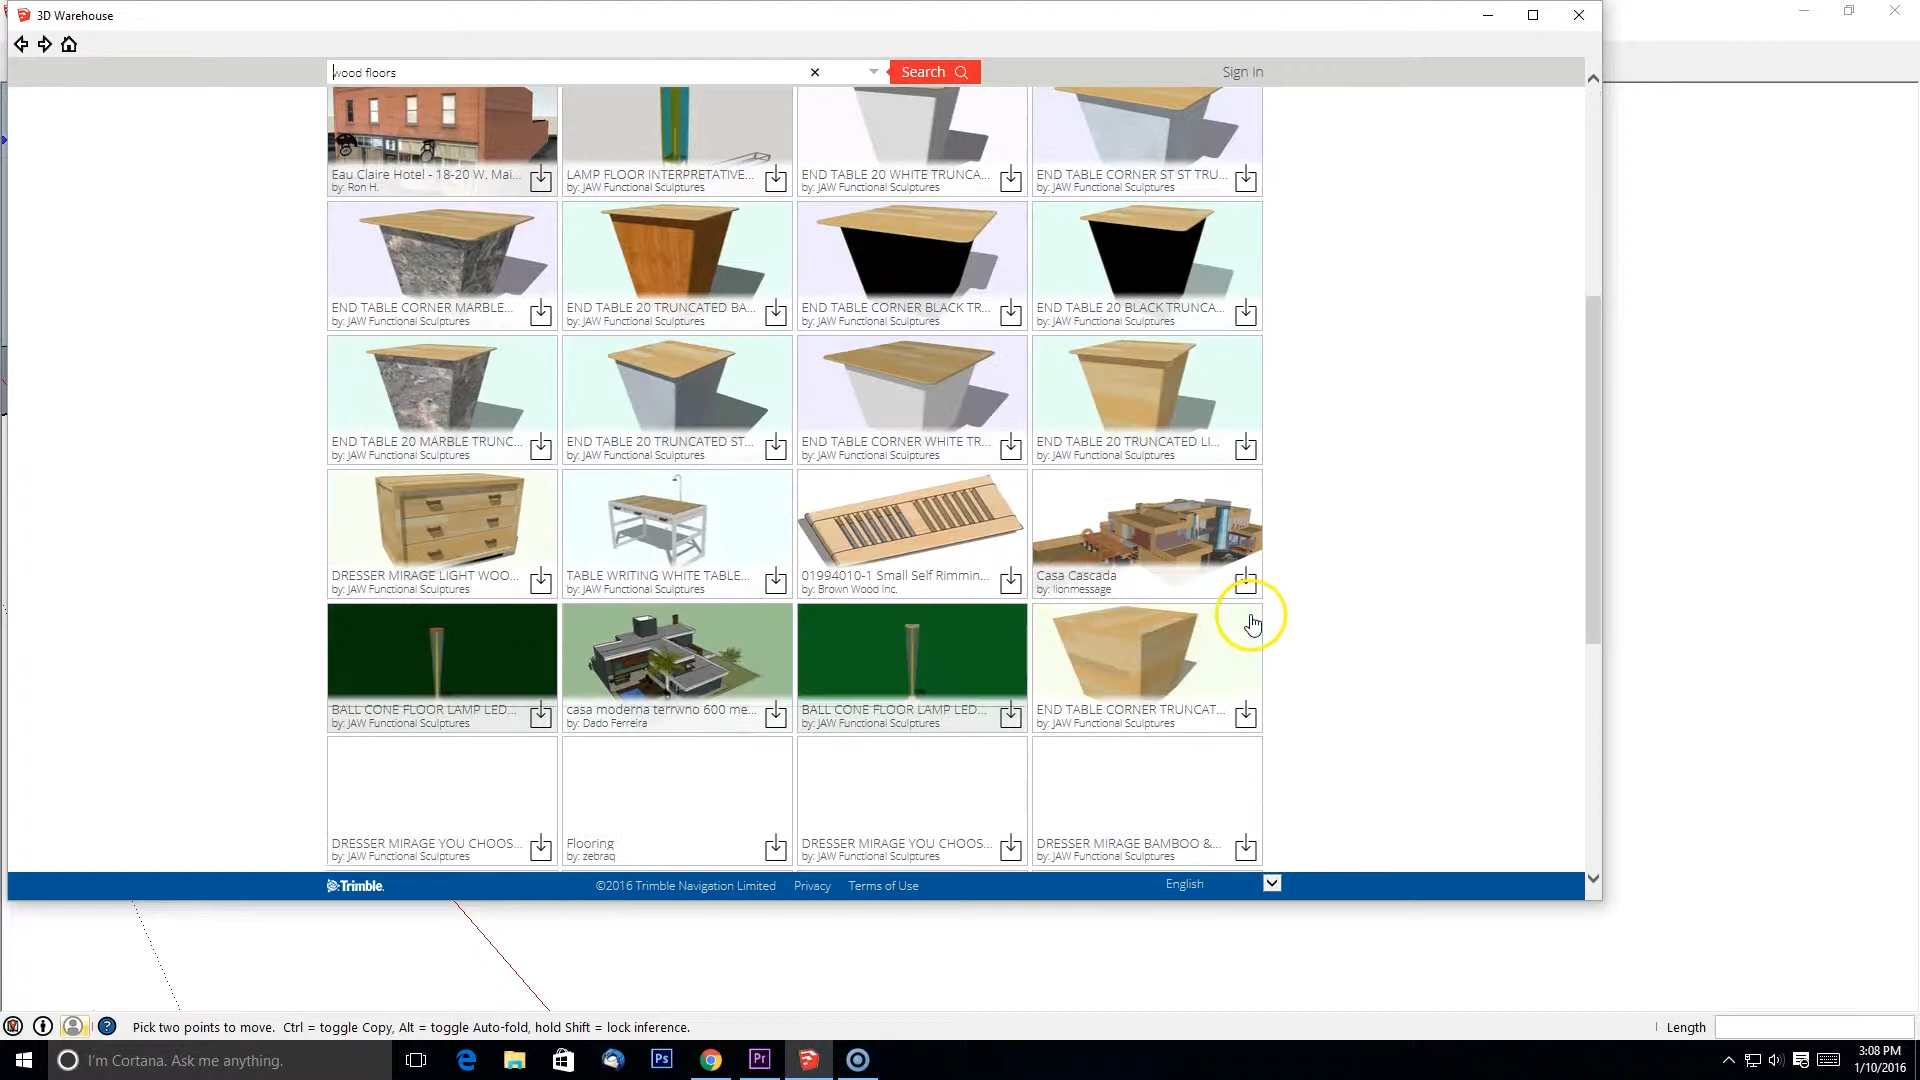 3D Warehouse
wood floors
Search
Sign In
Eau Claire Hotel - 18-20 W. Mai...
by: Ron H.
LAMP FLOOR INTERPRETATIVE...
by: JAW Functional Sculptures
END TABLE 20 WHITE TRUNCA...
by: JAW Functional Sculptures
END TABLE CORNER ST ST TRU...
by: JAW Functional Sculptures
END TABLE CORNER MARBLE...
by: JAW Functional Sculptures
END TABLE 20 TRUNCATED BA...
by: JAW Functional Sculptures
END TABLE CORNER BLACK TR...
by: JAW Functional Sculptures
END TABLE 20 BLACK TRUNCA...
by: JAW Functional Sculptures
END TABLE 20 MARBLE TRUNC...
by: JAW Functional Sculptures
END TABLE 20 TRUNCATED ST...
by: JAW Functional Sculptures
END TABLE CORNER WHITE TR...
by: JAW Functional Sculptures
END TABLE 20 TRUNCATED LI...
by: JAW Functional Sculptures
DRESSER MIRAGE LIGHT WOO...
by: JAW Functional Sculptures
TABLE WRITING WHITE TABLE...
by: JAW Functional Sculptures
01994010-1 Small Self Rimmin...
by: Brown Wood Inc.
Casa Cascada
by: lionmessage
BALL CONE FLOOR LAMP LED...
by: JAW Functional Sculptures
casa moderna terrwno 600 me...
by: Dado Ferreira
BALL CONE FLOOR LAMP LED...
by: JAW Functional Sculptures
END TABLE CORNER TRUNCAT...
by: JAW Functional Sculptures
DRESSER MIRAGE YOU CHOOS...
by: JAW Functional Sculptures
Flooring
by: zebraq
DRESSER MIRAGE YOU CHOOS...
by: JAW Functional Sculptures
DRESSER MIRAGE BAMBOO &...
by: JAW Functional Sculptures
Trimble.
©2016 Trimble Navigation Limited
Privacy
Terms of Use
English
Pick two points to move. Ctrl = toggle Copy, Alt = toggle Auto-fold, hold Shift = lock inference.
Length
I'm Cortana. Ask me anything.
Ps
Pr
3:08 PM
1/10/2016